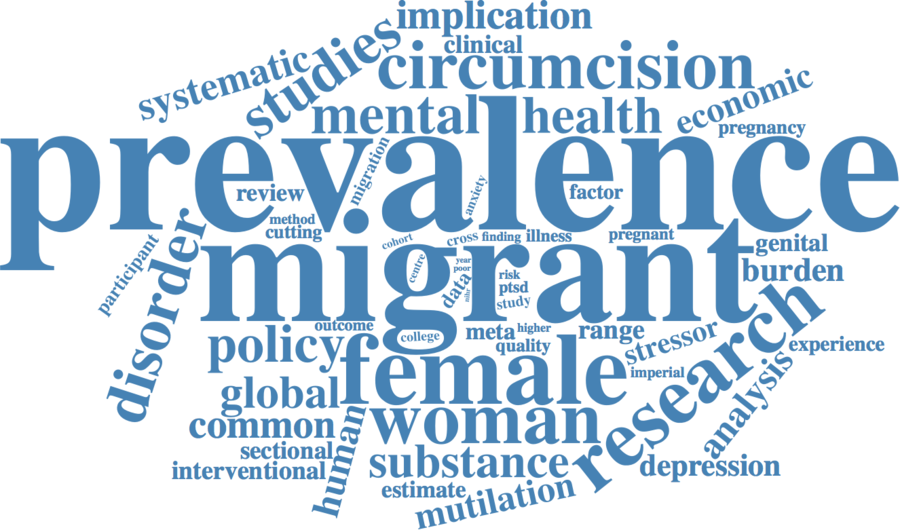 implication
clinical
studies
systematic
circumcision
economic
mental
health
pregnancy
prevalence
migration
anxiety
review
factor
method
cutting
cohort
cross
finding
illness
pregnant
genital
participant
disorder
migrant
burden
centre
year
poor
data
nihr
risk
ptsd
study
outcome
college
meta
higher
range
quality
policy
female
stressor
experience
imperial
research
analysis
global
common
woman
human
sectional
interventional
substance
depression
estimate
mutilation